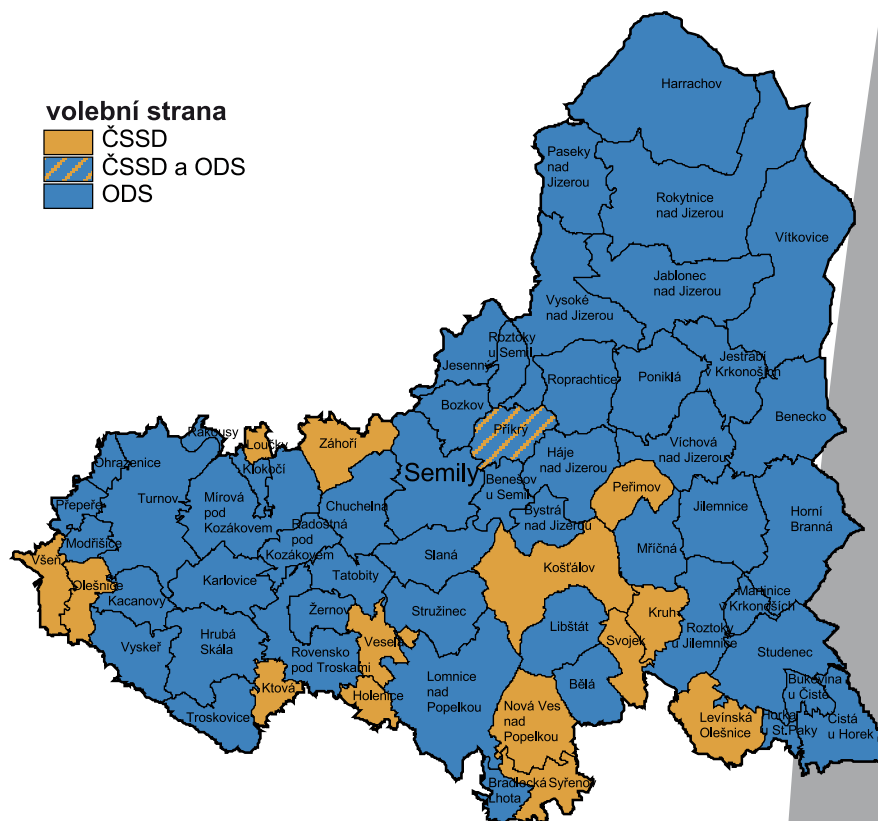 volební strana
ČSSD
ČSSD a ODS
ODS
Harrachov
Paseky
nad
Jizerou
Rokytnice
nad Jizerou
Vítkovice
Jablonec
nad Jizerou
Vysoké
nad Jizerou
Roztoky
u Semil
Jesenný
Roprachtice
Poniklá
Jestřabí
Krkonoších
Bozkov
Benecko
Příkrý
Rakousy
Loučky
Záhoří
Víchová
nad Jizerou
Háje
nad Jizerou
Ohrazenice
Klokočí
Semily
Benešov
u Semil
Peřimov
Turnov
Mírová
pod
Kozákovem
Chuchelna
Přepeře
Bystrá
nad Jizerou
Jilemnice
Horní
Branná
Radostná
pod
Kozákovem
Modřišice
Slaná
Mříčná
Všeň
Košťálov
Olešnice
Karlovice
Tatobity
Kacanovy
Martinice
v Krkonoších
Žernov
Stružinec
Kruh
Libštát
Hrubá
Skála
Veselá
Svojek
Roztoky
u Jilemnice
Vyskeř
Rovensko
pod Troskami
Studenec
Lomnice
nad
Popelkou
Bělá
Ktová
Holenice
Bukovina
u Čisté
Nová Ves
nad
Popelkou
Troskovice
Levínská
Olešnice
Horka
u St.Paky
Čistá
u Horek
Bradlecká
Lhota
Syřenov